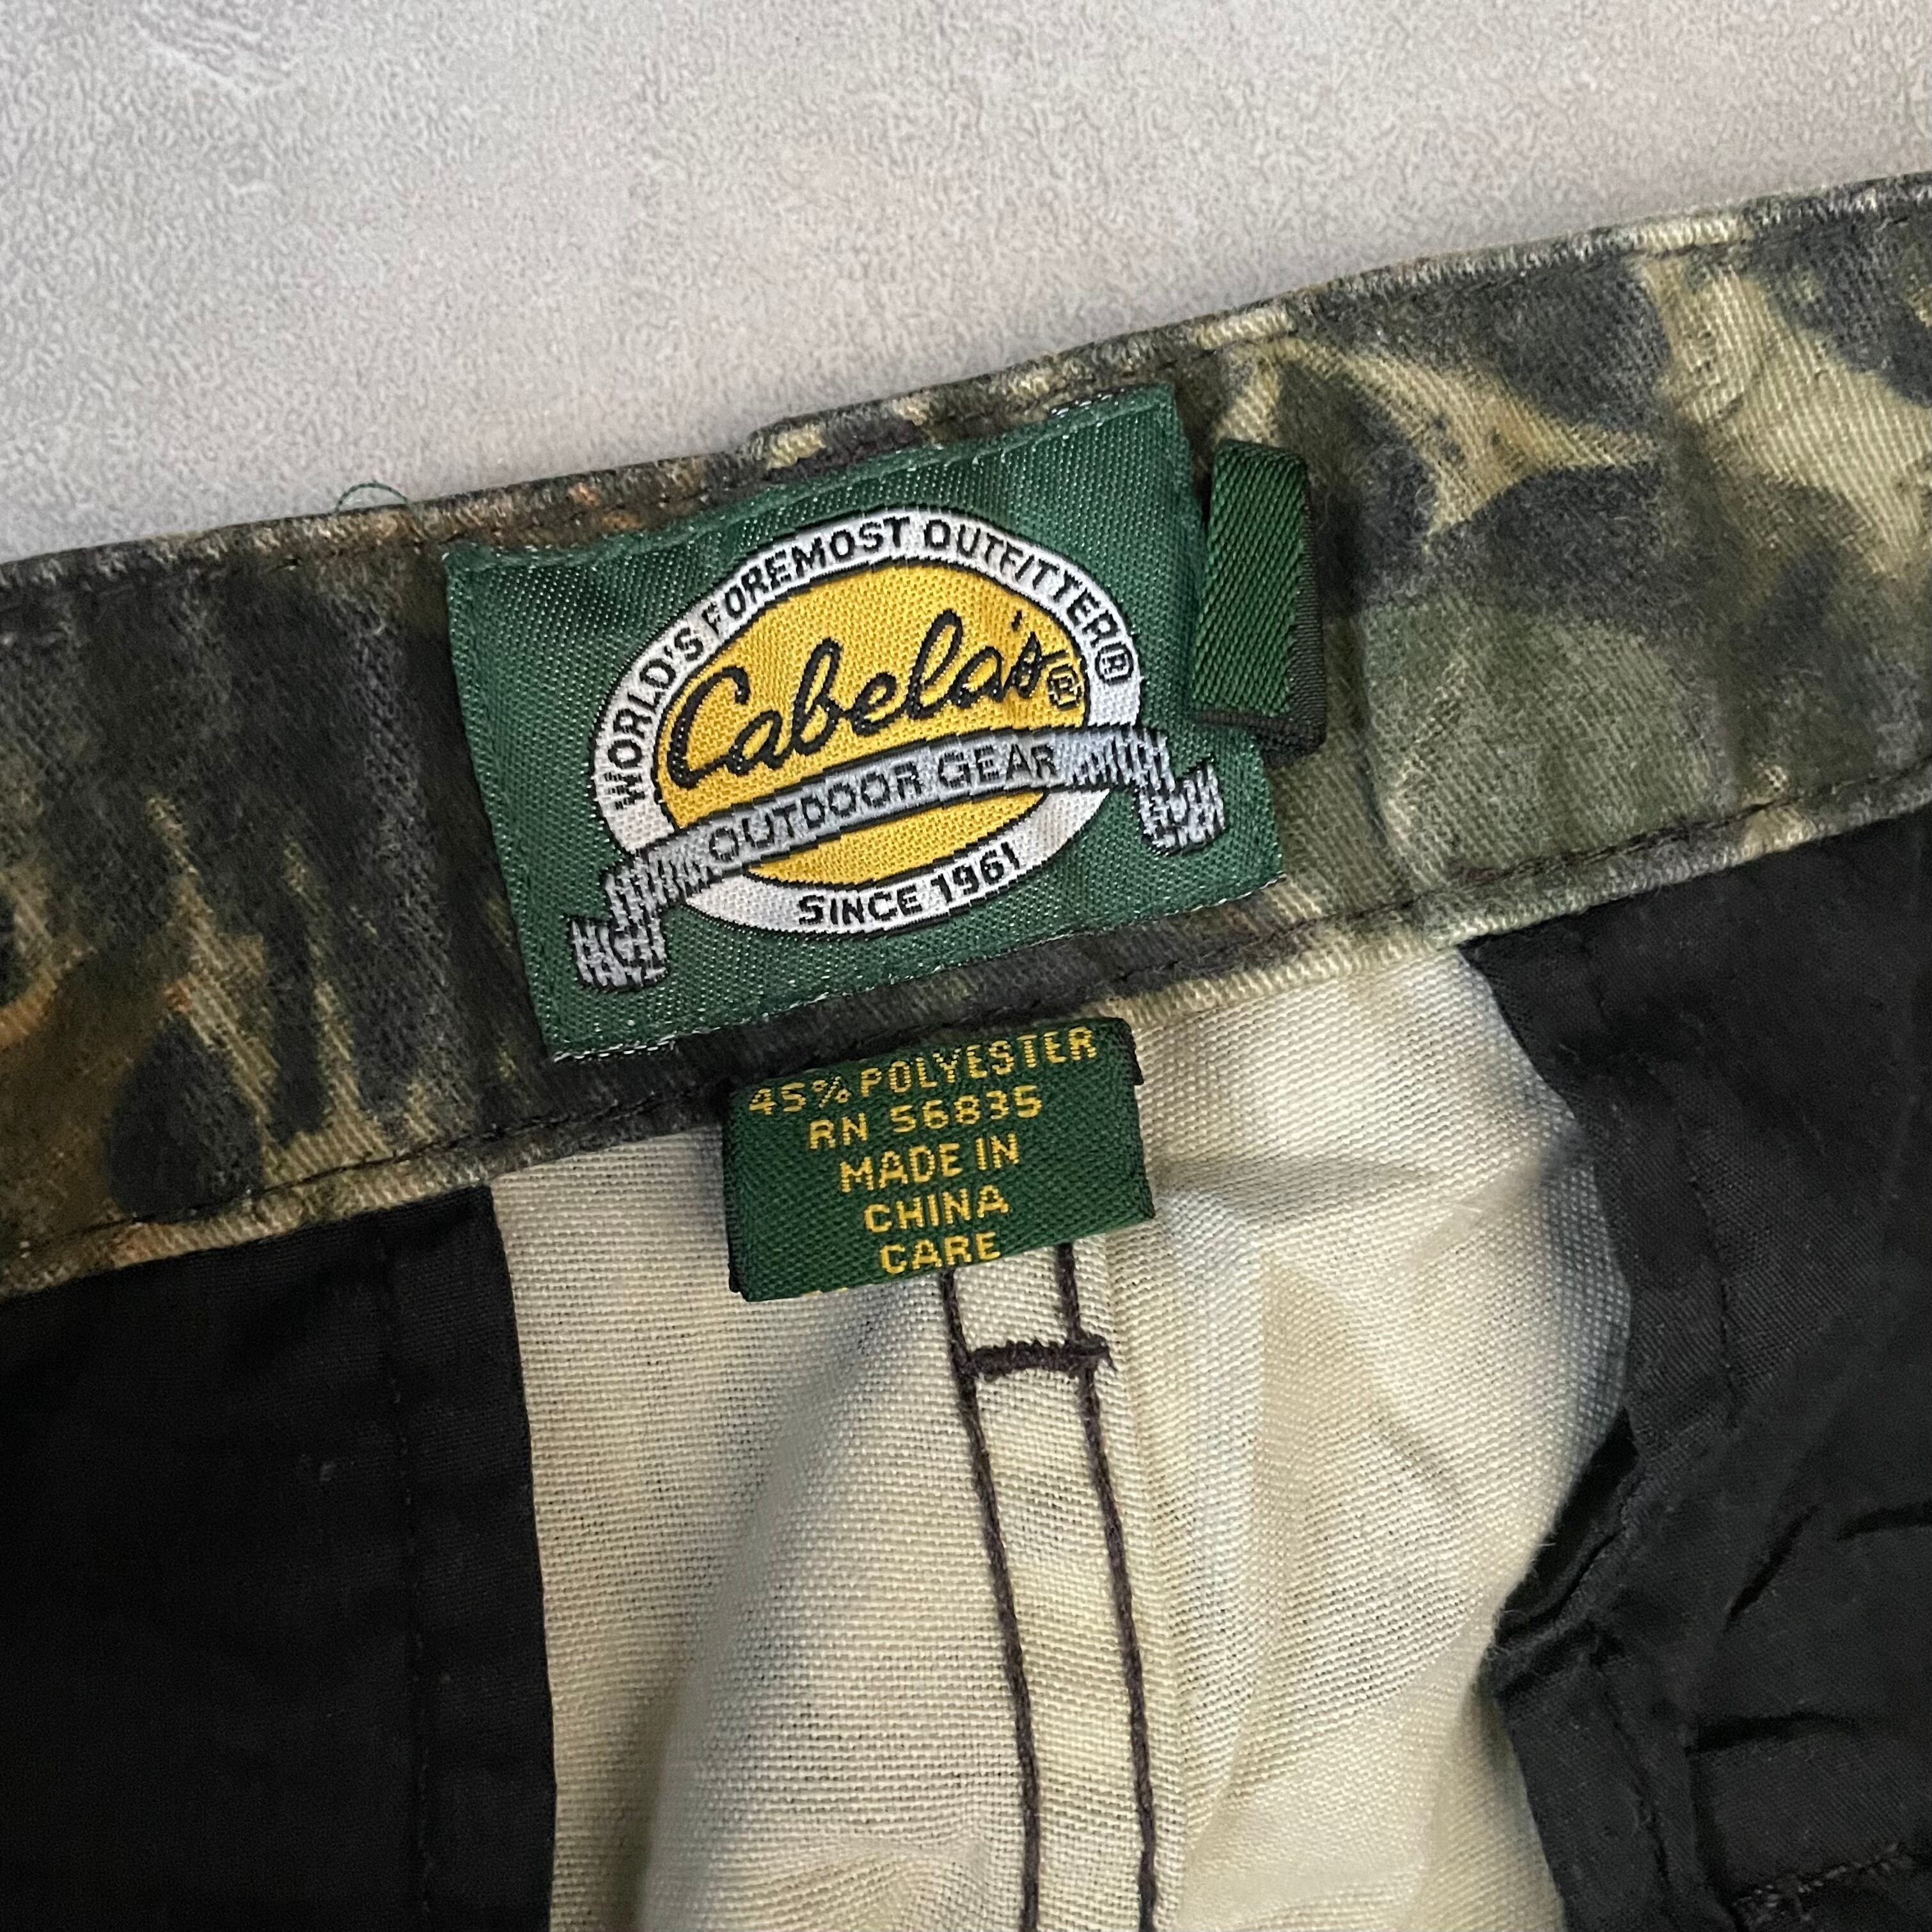 WORLD'S FOREMOST OUTFITTER®
Cabela's®
OUTDOOR GEAR
SINCE 1961
45% POLYESTER
RN 56835
MADE IN
CHINA
CARE